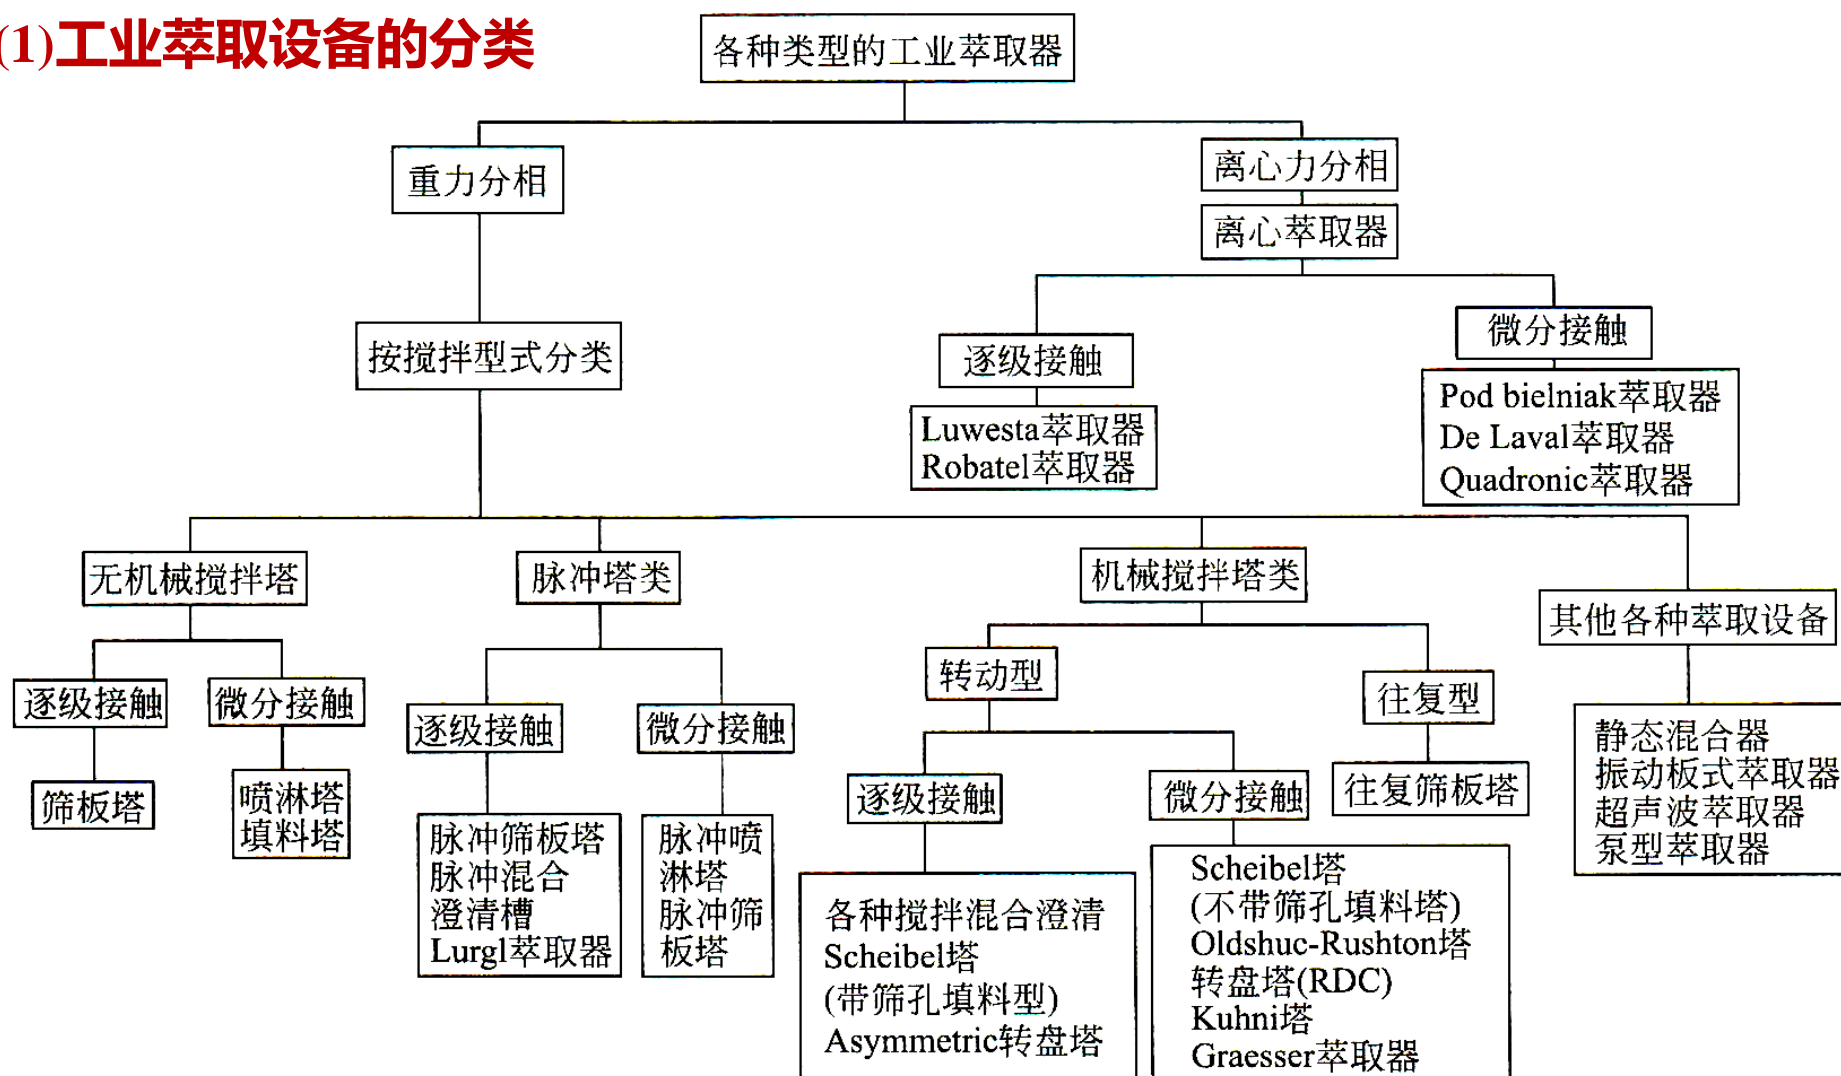 (1)工业萃取设备的分类
各种类型的工业萃取器
重力分相
离心力分相
离心萃取器
按搅拌型式分类
逐级接触
Luwesta萃取器
Robatel萃取器
微分接触
Pod bielniak萃取器
De Laval萃取器
Quadronic萃取器
无机械搅拌塔
脉冲塔类
机械搅拌塔类
其他各种萃取设备
逐级接触
筛板塔
微分接触
喷淋塔
填料塔
逐级接触
脉冲筛板塔
脉冲混合
澄清槽
Lurgl萃取器
微分接触
脉冲喷
淋塔
脉冲筛
板塔
转动型
往复型
逐级接触
各种搅拌混合澄清
Scheibel塔
(带筛孔填料型)
Asymmetric转盘塔
微分接触
Scheibel塔
(不带筛孔填料塔)
Oldshuc-Rushton塔
转盘塔(RDC)
Kuhni塔
Graesser萃取器
往复筛板塔
静态混合器
振动板式萃取器
超声波萃取器
泵型萃取器